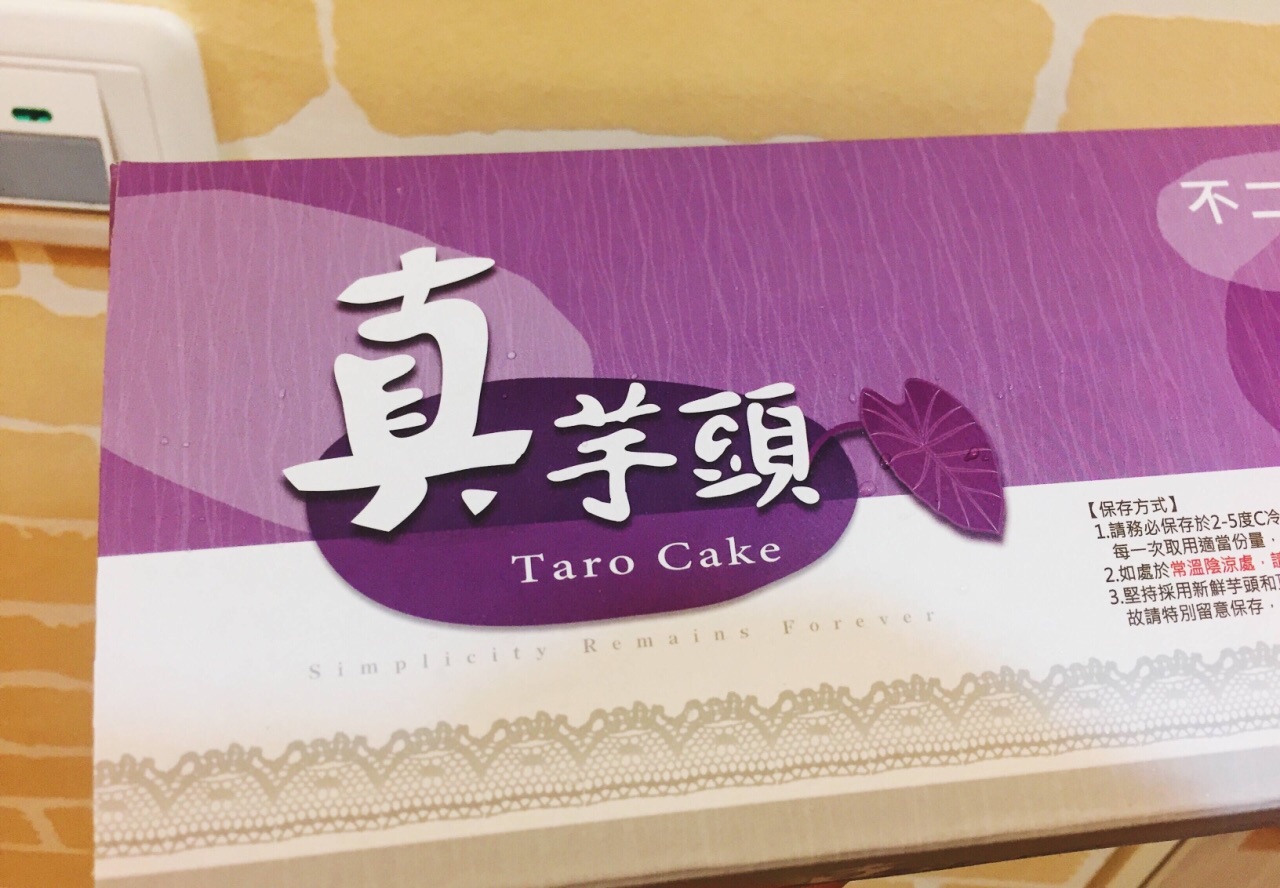 不二
真芋頭
Taro Cake
Simplicity Remains Forever
【保存方式】
1.請務必保存於2-5度C冷
每一次取用適當份量，
2.如處於常溫陰涼處，請
3.堅持採用新鮮芋頭和
故請特別留意保存，